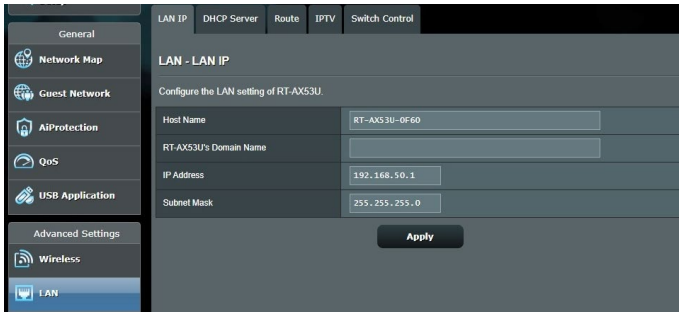 General
Network Map
Guest Network
AiProtection
QoS
USB Application
Advanced Settings
Wireless
LAN
LAN IP DHCP Server Route IPTV Switch Control
LAN - LAN IP
Configure the LAN setting of RT-AX53U.
Host Name RT-AX53U-0F60
RT-AX53U's Domain Name
IP Address 192.168.50.1
Subnet Mask 255.255.255.0
Apply